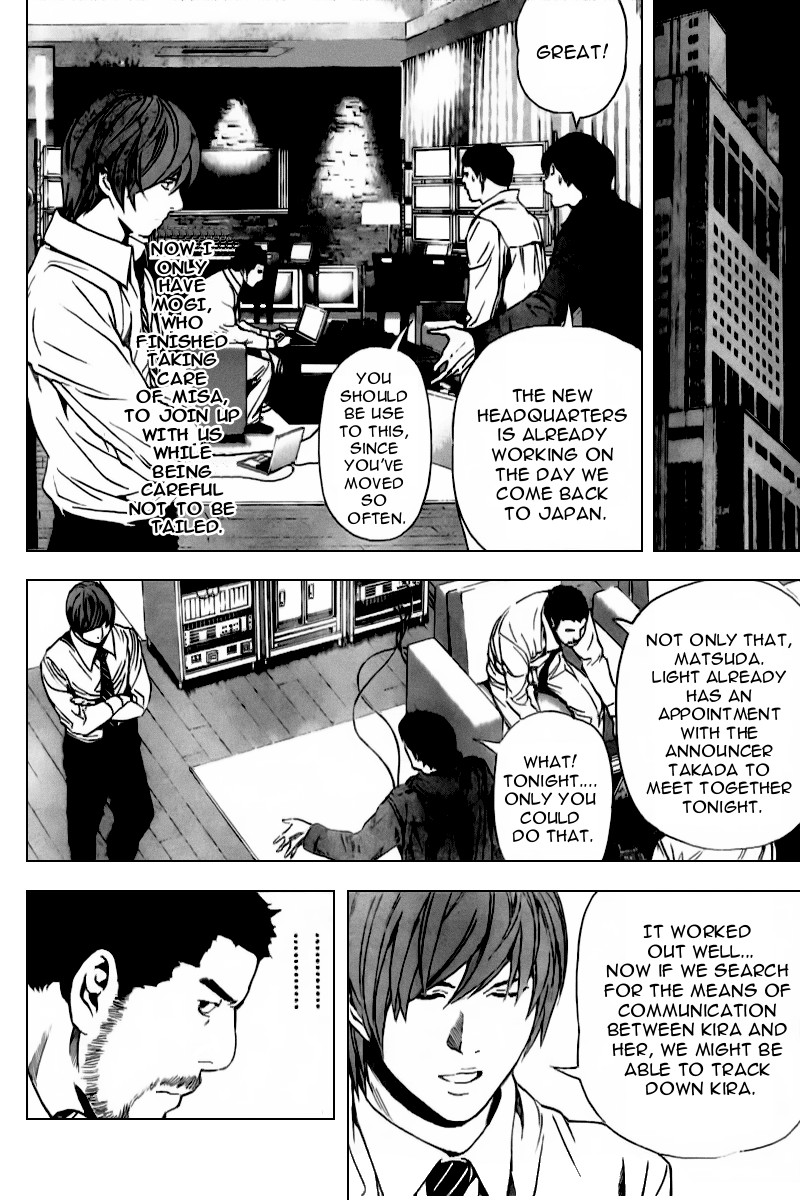 GREAT!
THE NEW
HEADQUARTERS
IS ALREADY
WORKING ON
THE DAY WE
COME BACK
TO JAPAN.
YOU
SHOULD
BE USE
TO THIS,
SINCE
YOU'VE
MOVED
SO
OFTEN.
NOW I
ONLY
HAVE
MOGI,
WHO
FINISHED
TAKING
CARE
OF MISA,
TO JOIN UP
WITH US
WHILE
BEING
CAREFUL
NOT TO BE
TAILED.
NOT ONLY THAT,
MATSUDA.
LIGHT ALREADY
HAS AN
APPOINTMENT
WITH THE
ANNOUNCER
TAKADA TO
MEET TOGETHER
TONIGHT.
WHAT!
TONIGHT....
ONLY YOU
COULD
DO THAT.
IT WORKED
OUT WELL...
NOW IF WE SEARCH
FOR THE MEANS OF
COMMUNICATION
BETWEEN KIRA AND
HER, WE MIGHT BE
ABLE TO TRACK
DOWN KIRA.